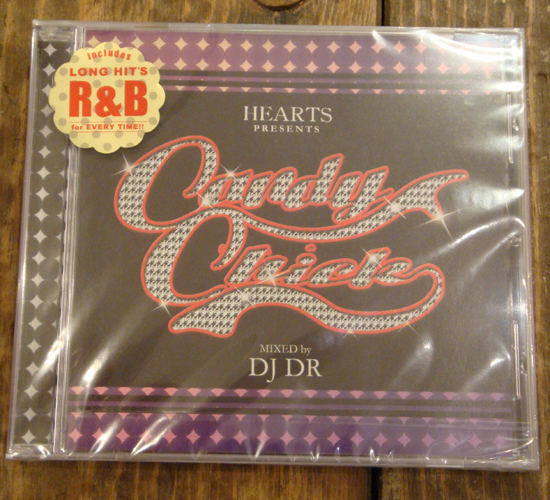 includes
LONG HIT'S
R&B
for EVERY TIME!!
HEARTS
PRESENTS
Candy
Chick
MIXED by
DJ DR